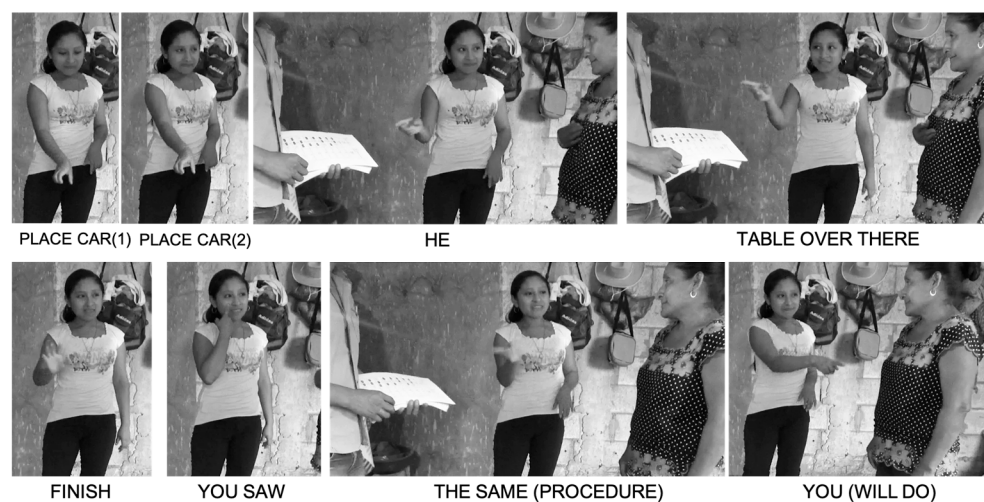 PLACE CAR(1) PLACE CAR(2)
HE
TABLE OVER THERE
FINISH
YOU SAW
THE SAME (PROCEDURE)
YOU (WILL DO)